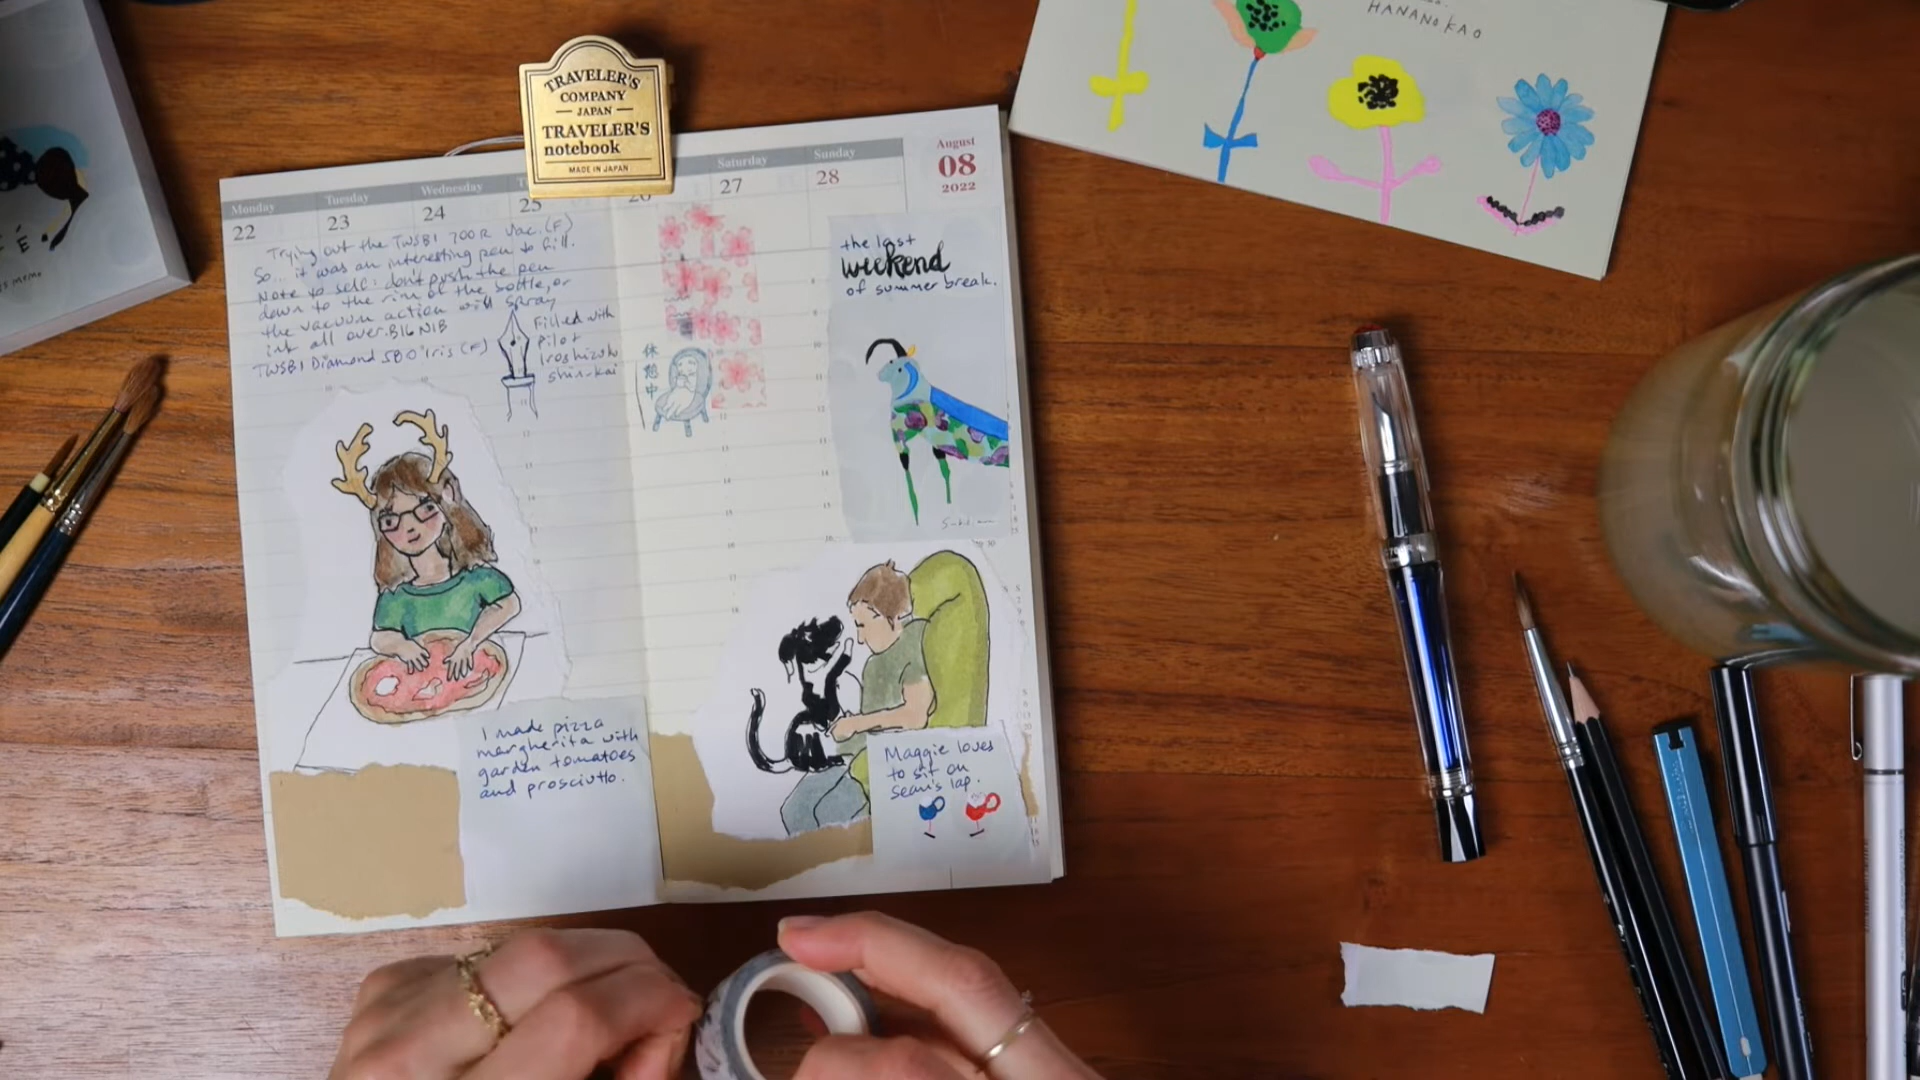 HANANO KAO
TRAVELER'S
COMPANY
JAPAN
TRAVELER'S
notebook
MADE IN JAPAN
Monday
Tuesday
Wednesday
Saturday
Sunday
August
08
2022
22
23
24
25
26
27
28
Trying out the TWSBI 700R Vac. (F)
So... it was an interesting pen to fill.
Note to self: don't push the pen
down to the rim of the bottle, or
the vacuum action will spray
ink all over. B16 NIB
TWSBI Diamond 580 Iris (F)
Filled with
Pilot
Iroshizuku
shin-kai
休
憩
中
the last
weekend
of summer break.
I made pizza
margherita with
garden tomatoes
and prosciutto.
Maggie loves
to sit on
Sean's lap.